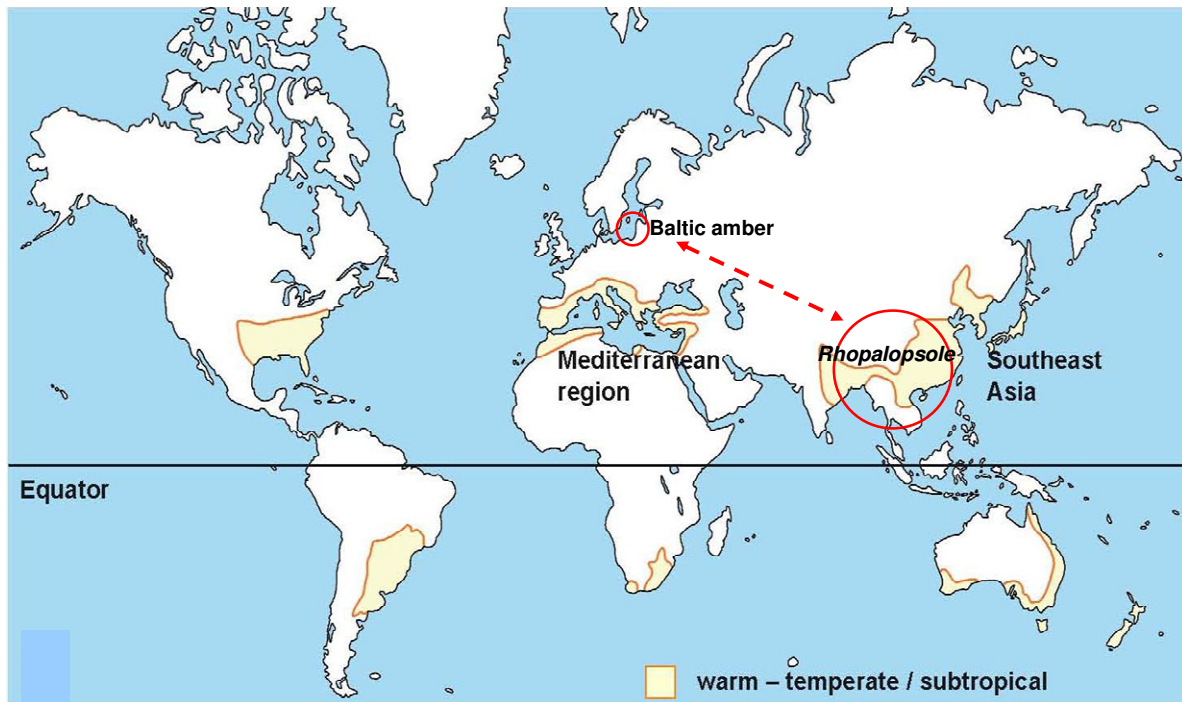 Baltic amber
Rhopalopsole
Mediterranean
region
Southeast
Asia
Equator
warm – temperate / subtropical